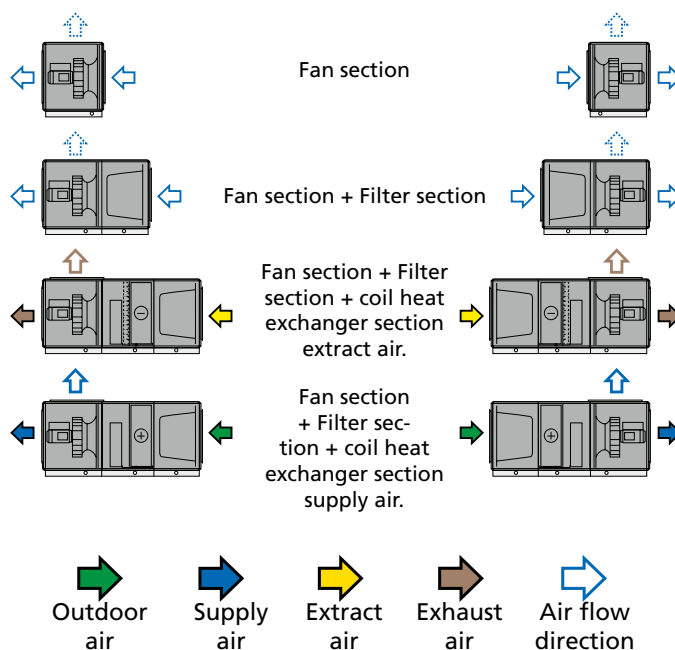 Fan section
Fan section + Filter section
Fan section + Filter
section + coil heat
exchanger section
extract air.
Fan section
+ Filter sec-
tion + coil heat
exchanger section
supply air.
Outdoor
air
Supply
air
Extract
air
Exhaust
air
Air flow
direction